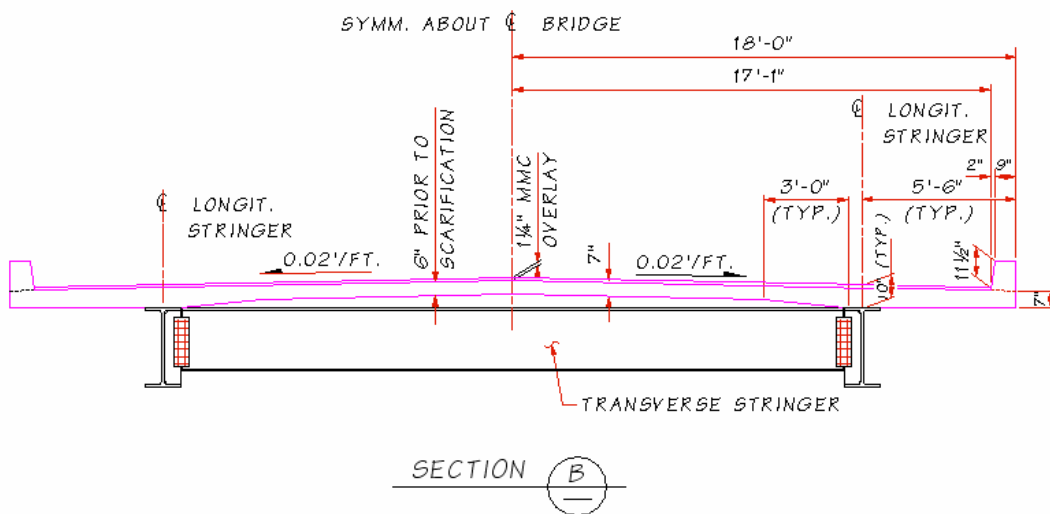 SYMM. ABOUT ℄ BRIDGE
18'-0"
17'-1"
℄ LONGIT.
STRINGER
2" 9"
6" PRIOR TO
SCARIFICATION
1¼" MMC
OVERLAY
3'-0"
(TYP.)
5'-6"
(TYP.)
℄ LONGIT.
STRINGER
0.02'/FT.
7"
0.02'/FT.
10" (TYP.)
11½"
7"
TRANSVERSE STRINGER
SECTION B